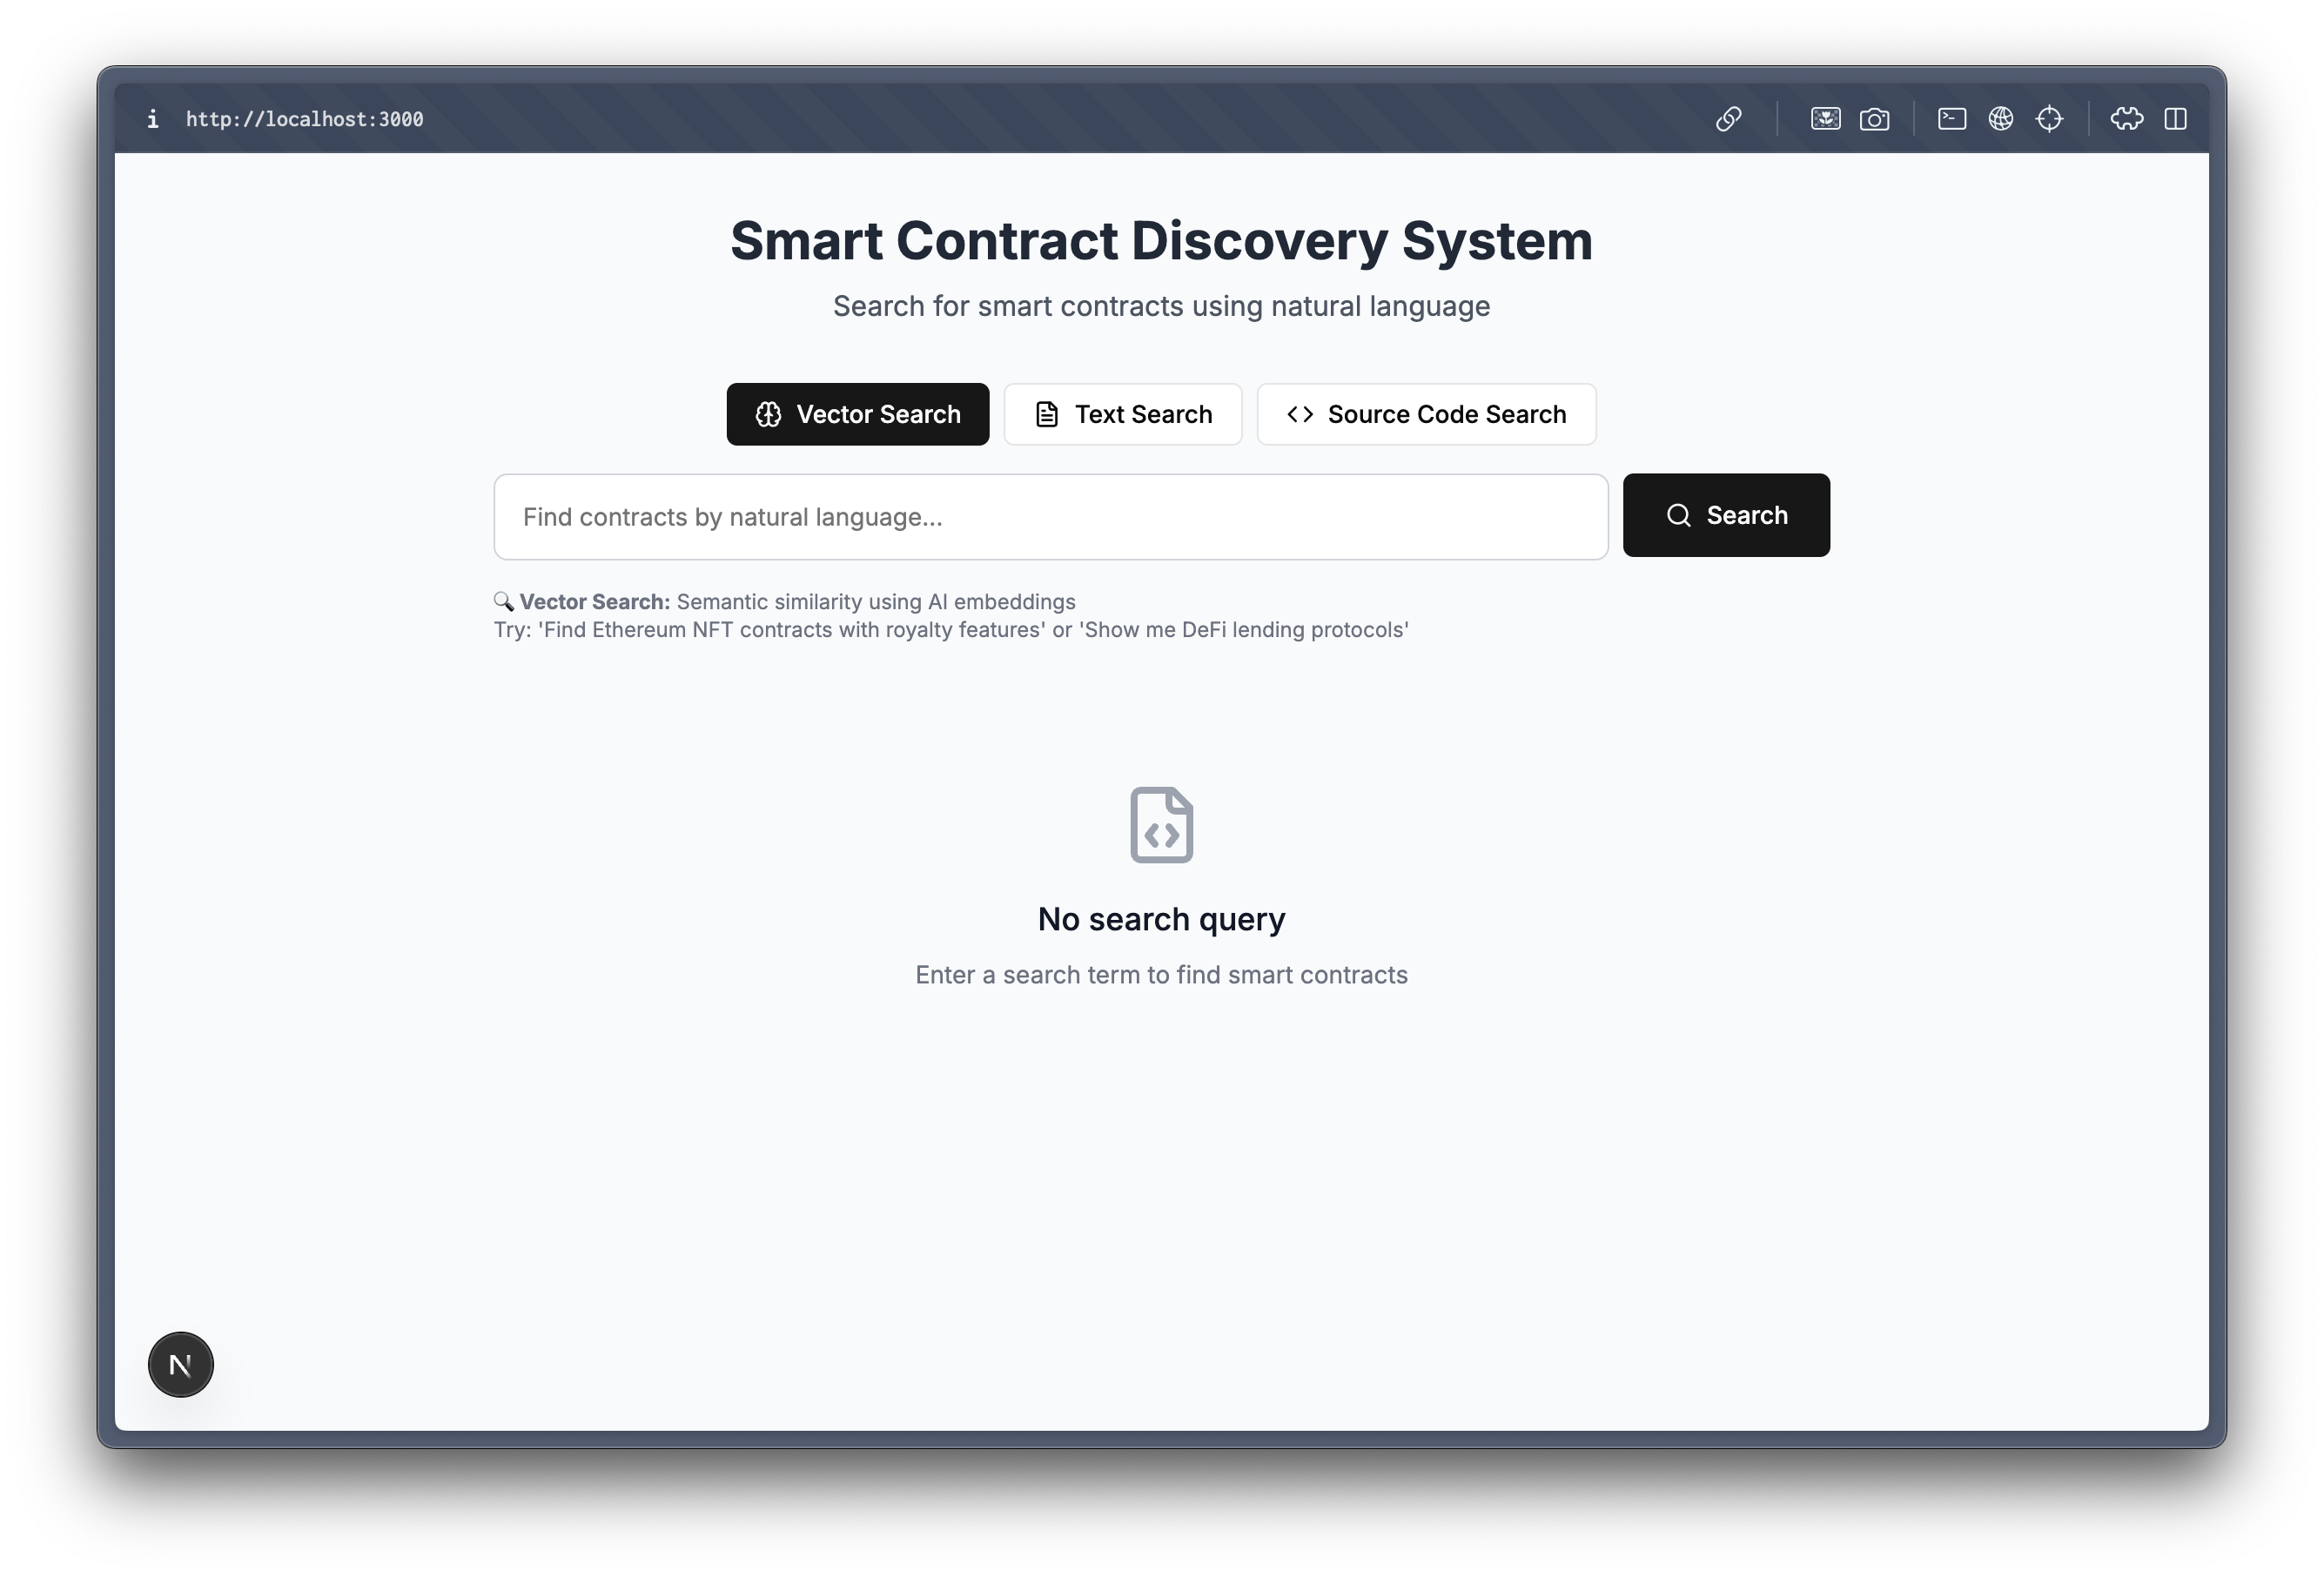 http://localhost:3000
Smart Contract Discovery System
Search for smart contracts using natural language
Vector Search
Text Search
Source Code Search
Find contracts by natural language...
Search
🔍 Vector Search: Semantic similarity using AI embeddings
Try: 'Find Ethereum NFT contracts with royalty features' or 'Show me DeFi lending protocols'
No search query
Enter a search term to find smart contracts
N